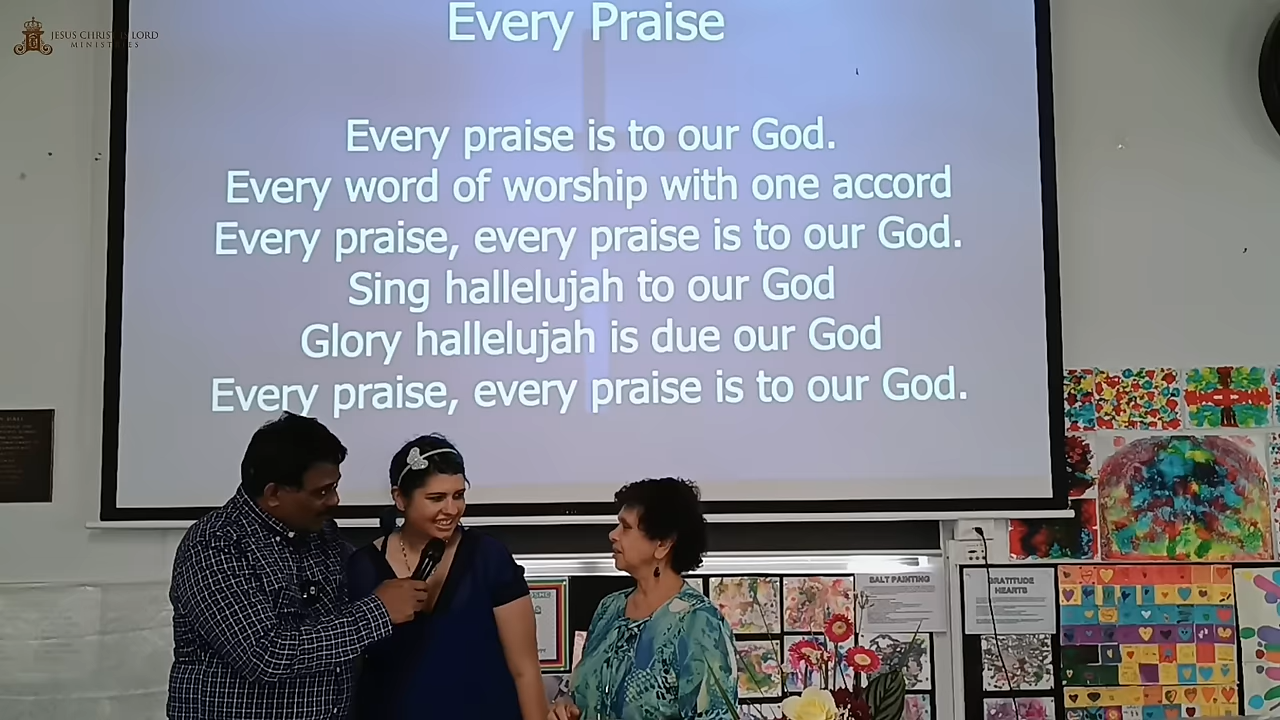 JESUS CHRIST IS LORD
MINISTRIES
Every Praise
Every praise is to our God.
Every word of worship with one accord
Every praise, every praise is to our God.
Sing hallelujah to our God
Glory hallelujah is due our God
Every praise, every praise is to our God.
SALT PAINTING
GRATITUDE
HEARTS